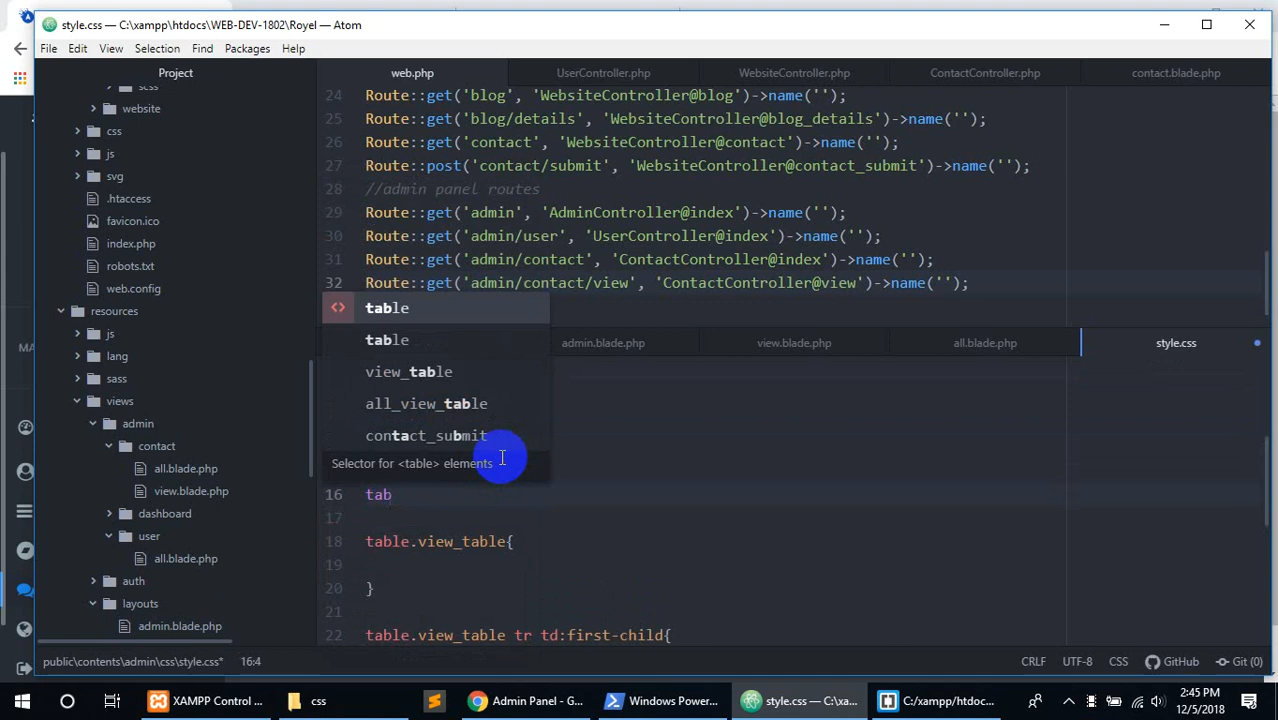 style.css — C:\xampp\htdocs\WEB-DEV-1802\Royel — Atom
File Edit View Selection Find Packages Help
Project
web.php UserController.php WebsiteController.php ContactController.php contact.blade.php
scss
website
css
js
svg
.htaccess
favicon.ico
index.php
robots.txt
web.config
resources
js
lang
sass
views
admin
contact
all.blade.php
view.blade.php
dashboard
user
all.blade.php
auth
layouts
admin.blade.php
24 Route::get('blog', 'WebsiteController@blog')->name('');
25 Route::get('blog/details', 'WebsiteController@blog_details')->name('');
26 Route::get('contact', 'WebsiteController@contact')->name('');
27 Route::post('contact/submit', 'WebsiteController@contact_submit')->name('');
28 //admin panel routes
29 Route::get('admin', 'AdminController@index')->name('');
30 Route::get('admin/user', 'UserController@index')->name('');
31 Route::get('admin/contact', 'ContactController@index')->name('');
32 Route::get('admin/contact/view', 'ContactController@view')->name('');
admin.blade.php view.blade.php all.blade.php style.css
<> table
table
view_table
all_view_table
contact_submit
Selector for <table> elements
16 tab
17
18 table.view_table{
19
20 }
21
22 table.view_table tr td:first-child{
public\contents\admin\css\style.css* 16:4 CRLF UTF-8 CSS GitHub Git (0)
XAMPP Control ... css Admin Panel - G... Windows Power... style.css — C:\xa... C:/xampp/htdoc... 2:45 PM
12/5/2018